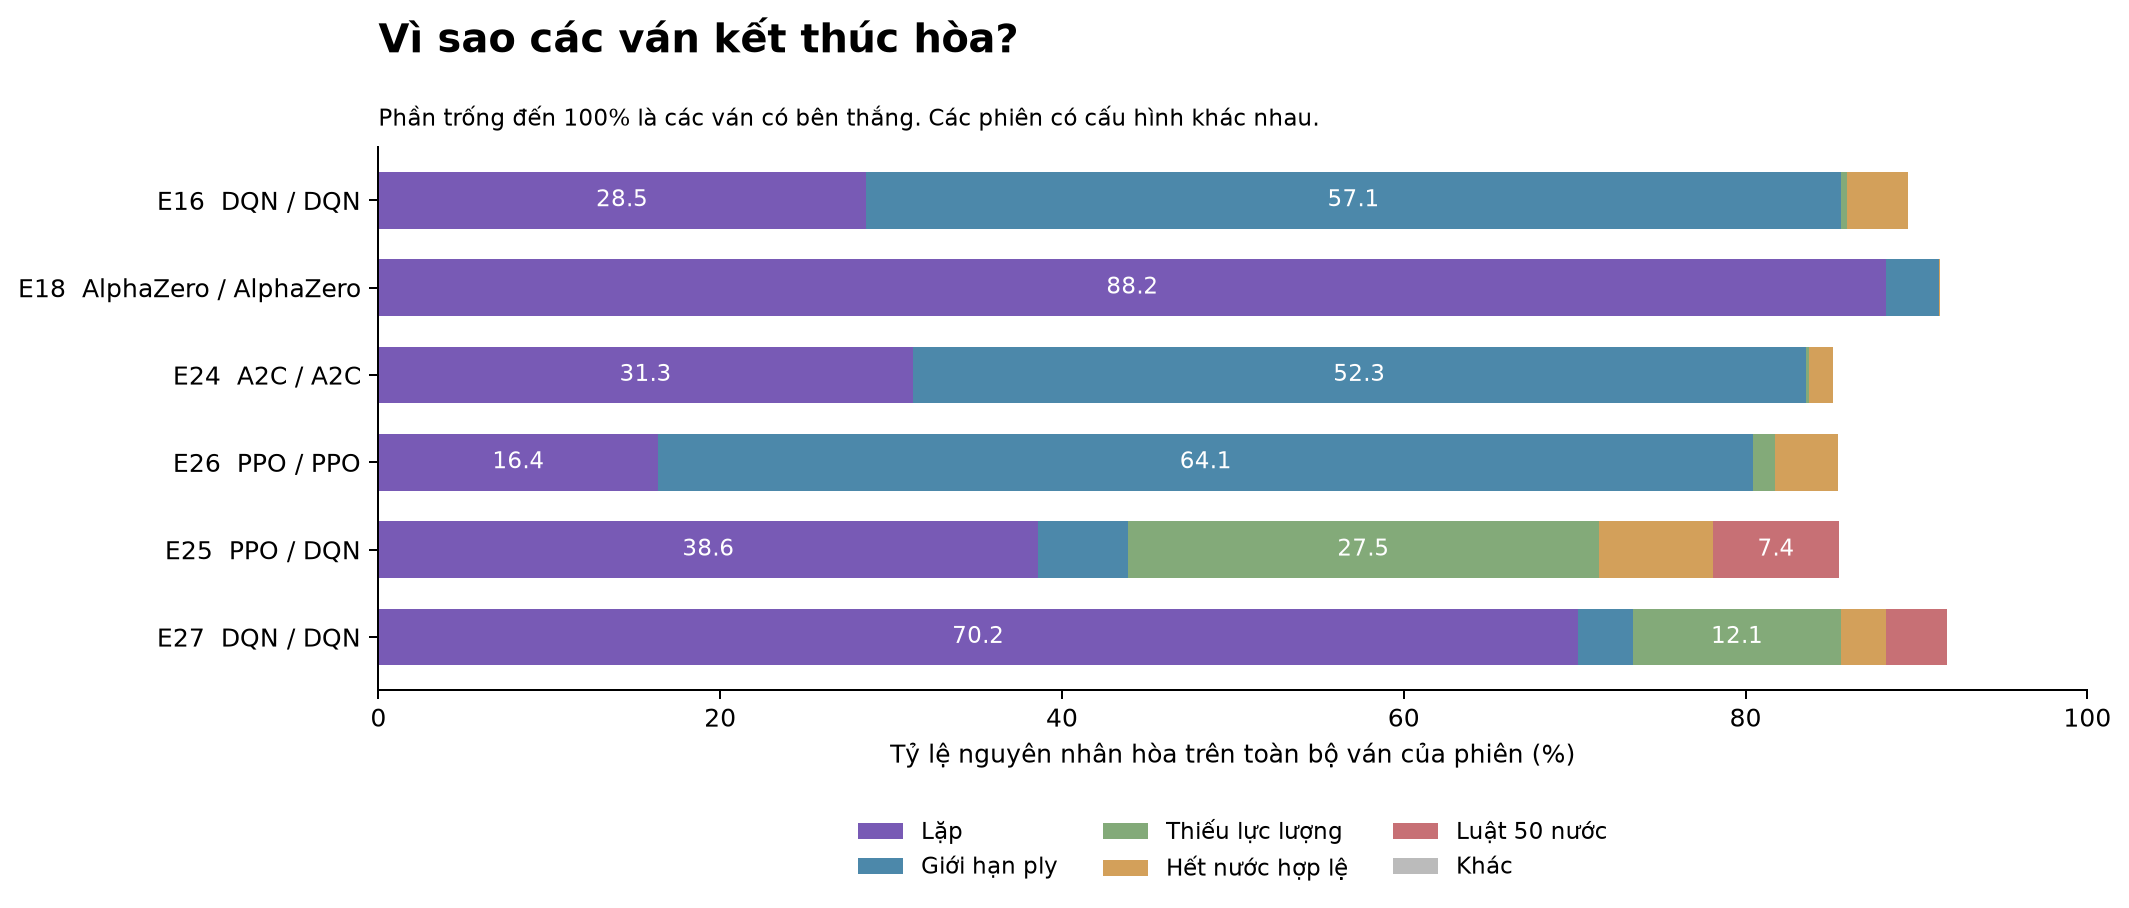 Vì sao các ván kết thúc hòa?
Phần trống đến 100% là các ván có bên thắng. Các phiên có cấu hình khác nhau.
E16  DQN / DQN
28.5
57.1
E18  AlphaZero / AlphaZero
88.2
E24  A2C / A2C
31.3
52.3
E26  PPO / PPO
16.4
64.1
E25  PPO / DQN
38.6
27.5
7.4
E27  DQN / DQN
70.2
12.1
0 20 40 60 80 100
Tỷ lệ nguyên nhân hòa trên toàn bộ ván của phiên (%)
Lặp
Giới hạn ply
Thiếu lực lượng
Hết nước hợp lệ
Luật 50 nước
Khác